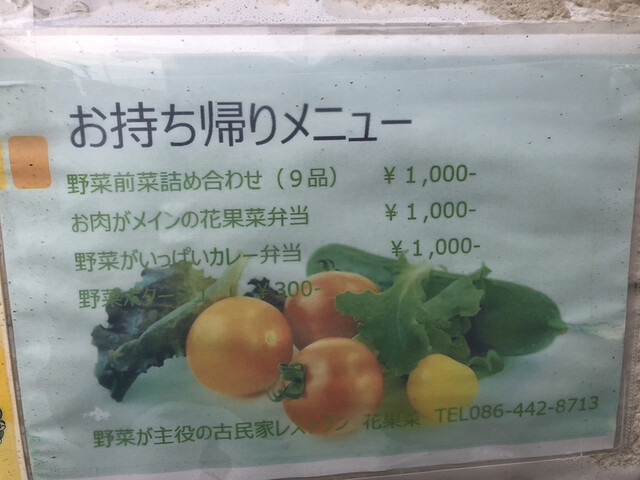 お持ち帰りメニュー
野菜前菜詰め合わせ（９品） ￥１,000-
お肉がメインの花果菜弁当 ￥１,000-
野菜がいっぱいカレー弁当 ￥１,000-
野菜 ￥300-
野菜が主役の古民家レストラン 花果菜 TEL086-442-8713